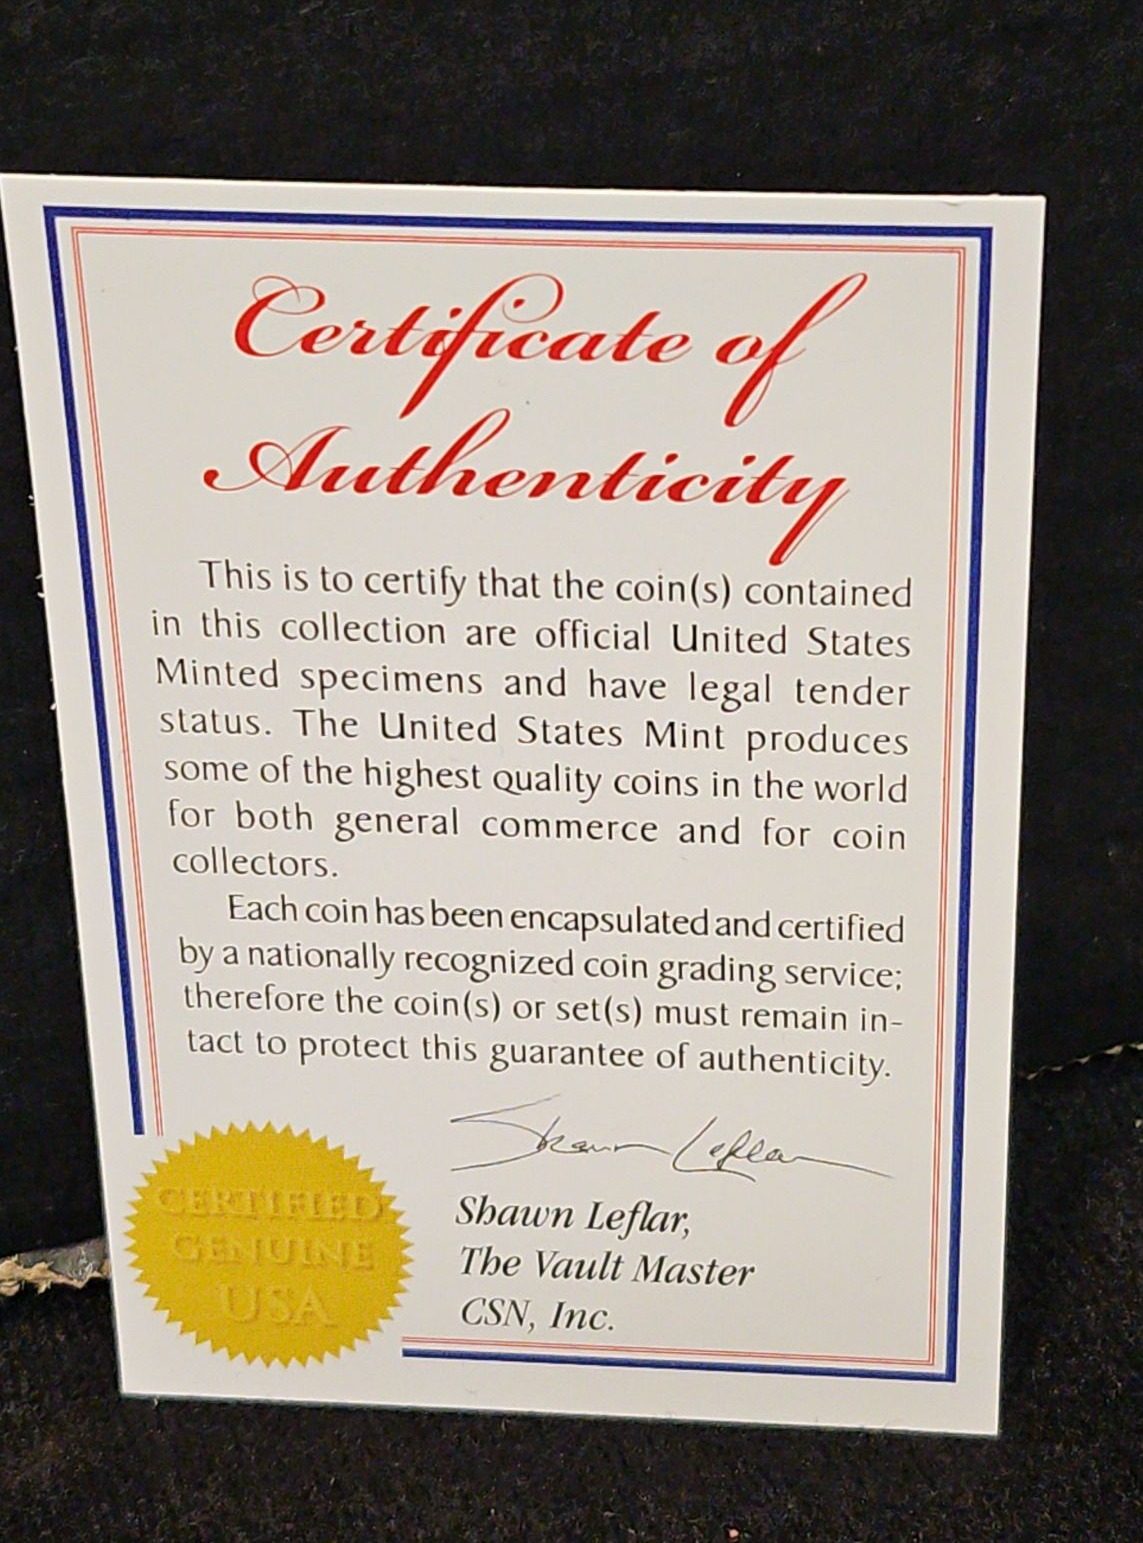 Certificate of
Authenticity
This is to certify that the coin(s) contained
in this collection are official United States
Minted specimens and have legal tender
status. The United States Mint produces
some of the highest quality coins in the world
for both general commerce and for coin
collectors.
Each coin has been encapsulated and certified
by a nationally recognized coin grading service;
therefore the coin(s) or set(s) must remain in-
tact to protect this guarantee of authenticity.
Shawn Leflar
Shawn Leflar,
The Vault Master
CSN, Inc.
CERTIFIED
GENUINE
USA